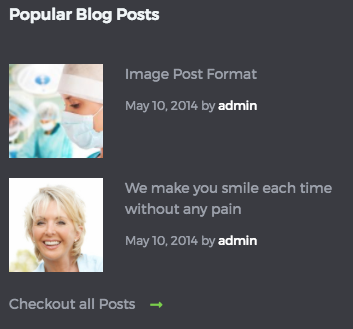 Popular Blog Posts
Image Post Format
May 10, 2014 by admin
We make you smile each time
without any pain
May 10, 2014 by admin
Checkout all Posts →